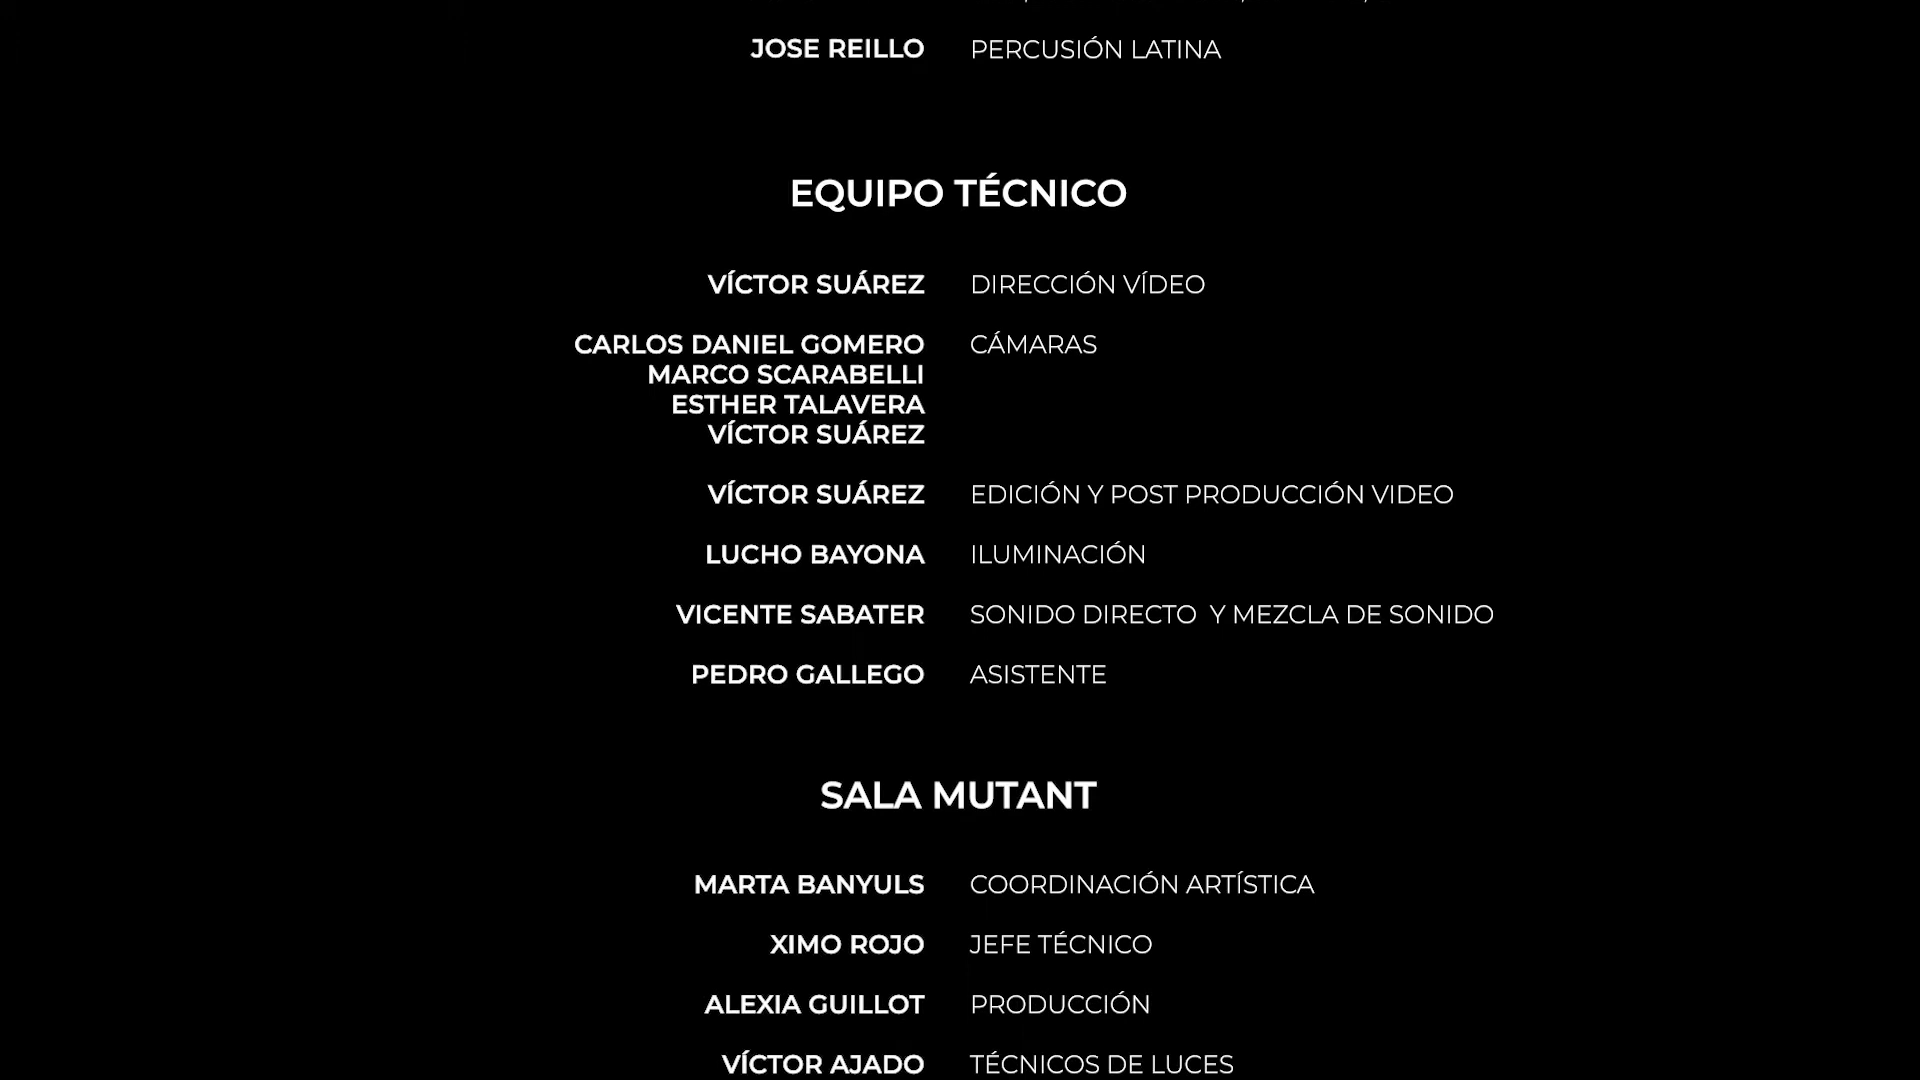 JOSE REILLO PERCUSIÓN LATINA
EQUIPO TÉCNICO
VÍCTOR SUÁREZ DIRECCIÓN VÍDEO
CARLOS DANIEL GOMERO CÁMARAS
MARCO SCARABELLI
ESTHER TALAVERA
VÍCTOR SUÁREZ
VÍCTOR SUÁREZ EDICIÓN Y POST PRODUCCIÓN VIDEO
LUCHO BAYONA ILUMINACIÓN
VICENTE SABATER SONIDO DIRECTO  Y MEZCLA DE SONIDO
PEDRO GALLEGO ASISTENTE
SALA MUTANT
MARTA BANYULS COORDINACIÓN ARTÍSTICA
XIMO ROJO JEFE TÉCNICO
ALEXIA GUILLOT PRODUCCIÓN
VÍCTOR AJADO TÉCNICOS DE LUCES